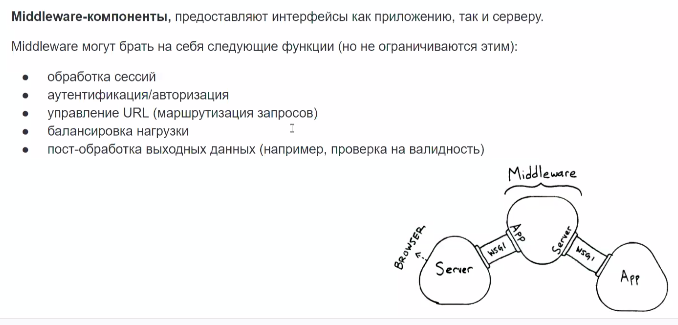 Middleware-компоненты, предоставляют интерфейсы как приложению, так и серверу.
Middleware могут брать на себя следующие функции (но не ограничиваются этим):
● обработка сессий
● аутентификация/авторизация
● управление URL (маршрутизация запросов)
● балансировка нагрузки
● пост-обработка выходных данных (например, проверка на валидность)
Middleware
BROWSER
Server
WSGI
App
Server
WSGI
App